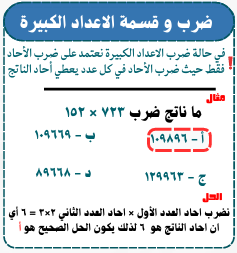 ضرب و قسمة الاعداد الكبيرة
في حالة ضرب الاعداد الكبيرة نعتمد على ضرب الأحاد
فقط حيث ضرب الأحاد في كل عدد يعطي أحاد الناتج !
مثال
ما ناتج ضرب ٧٢٣ × ١٥٢
أ - ١٠٩٨٩٦ ب - ١٠٩٦٦٩
ج - ١٢٩٩٦٣ د - ٨٩٦٦٨
الحل
نضرب احاد العدد الأول × احاد العدد الثاني ٢×٣ = ٦ أي
ان احاد الناتج هو ٦ لذلك يكون الحل الصحيح هو أ